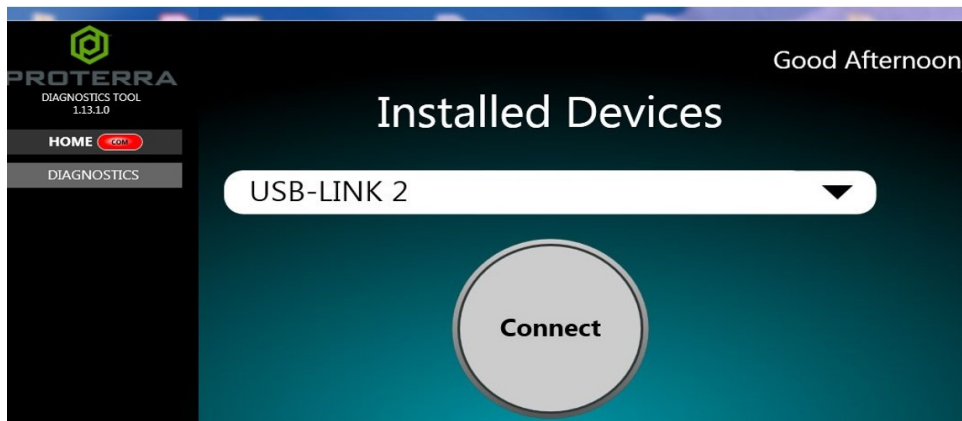 PROTERRA
DIAGNOSTICS TOOL
1.13.1.0
HOME COM
DIAGNOSTICS
Good Afternoon
Installed Devices
USB-LINK 2
Connect